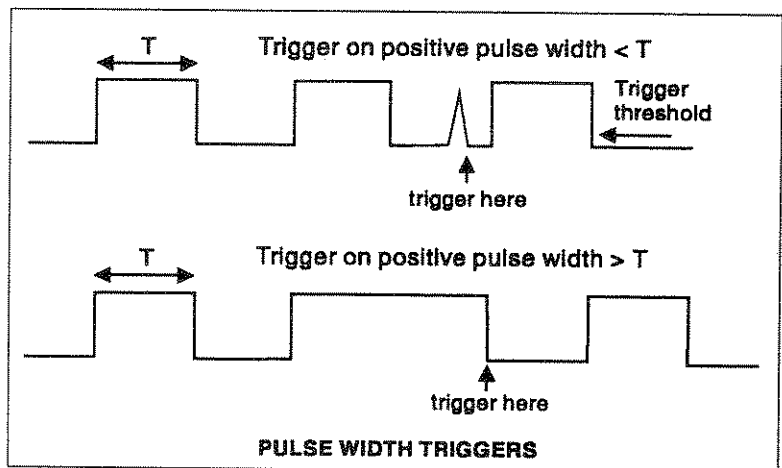 T
Trigger on positive pulse width < T
Trigger
threshold
trigger here
T
Trigger on positive pulse width > T
trigger here
PULSE WIDTH TRIGGERS